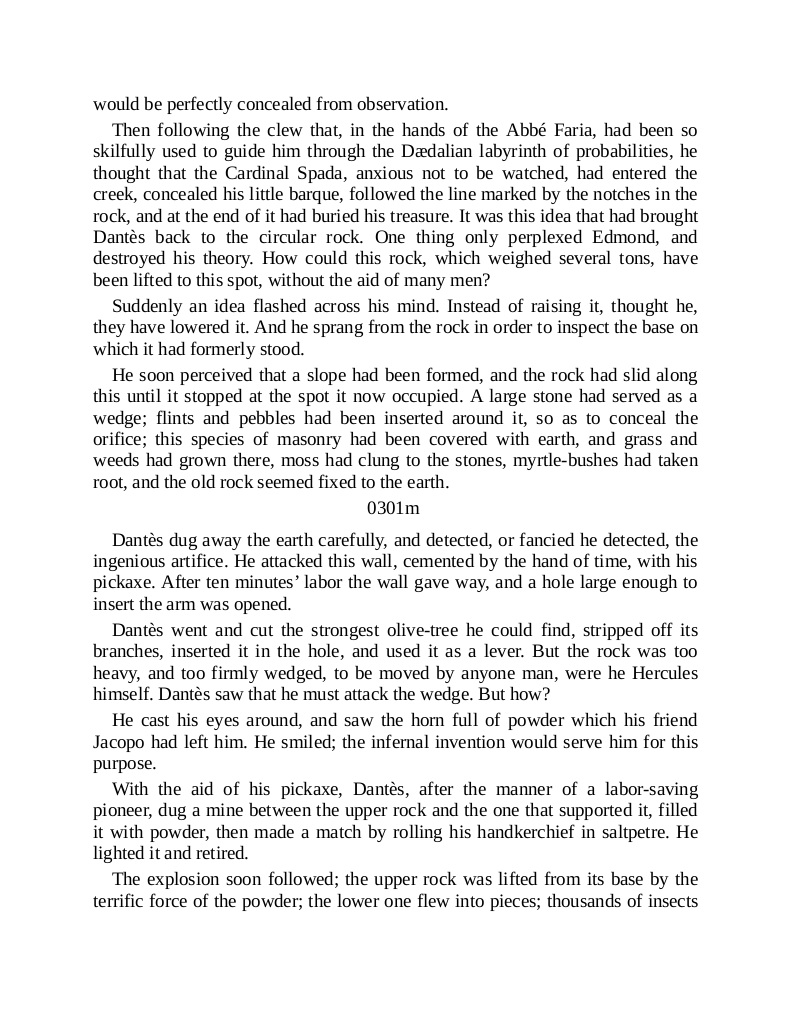 would be perfectly concealed from observation.
Then following the clew that, in the hands of the Abbé Faria, had been so
skilfully used to guide him through the Dædalian labyrinth of probabilities, he
thought that the Cardinal Spada, anxious not to be watched, had entered the
creek, concealed his little barque, followed the line marked by the notches in the
rock, and at the end of it had buried his treasure. It was this idea that had brought
Dantès back to the circular rock. One thing only perplexed Edmond, and
destroyed his theory. How could this rock, which weighed several tons, have
been lifted to this spot, without the aid of many men?
Suddenly an idea flashed across his mind. Instead of raising it, thought he,
they have lowered it. And he sprang from the rock in order to inspect the base on
which it had formerly stood.
He soon perceived that a slope had been formed, and the rock had slid along
this until it stopped at the spot it now occupied. A large stone had served as a
wedge; flints and pebbles had been inserted around it, so as to conceal the
orifice; this species of masonry had been covered with earth, and grass and
weeds had grown there, moss had clung to the stones, myrtle-bushes had taken
root, and the old rock seemed fixed to the earth.
0301m
Dantès dug away the earth carefully, and detected, or fancied he detected, the
ingenious artifice. He attacked this wall, cemented by the hand of time, with his
pickaxe. After ten minutes’ labor the wall gave way, and a hole large enough to
insert the arm was opened.
Dantès went and cut the strongest olive-tree he could find, stripped off its
branches, inserted it in the hole, and used it as a lever. But the rock was too
heavy, and too firmly wedged, to be moved by anyone man, were he Hercules
himself. Dantès saw that he must attack the wedge. But how?
He cast his eyes around, and saw the horn full of powder which his friend
Jacopo had left him. He smiled; the infernal invention would serve him for this
purpose.
With the aid of his pickaxe, Dantès, after the manner of a labor-saving
pioneer, dug a mine between the upper rock and the one that supported it, filled
it with powder, then made a match by rolling his handkerchief in saltpetre. He
lighted it and retired.
The explosion soon followed; the upper rock was lifted from its base by the
terrific force of the powder; the lower one flew into pieces; thousands of insects